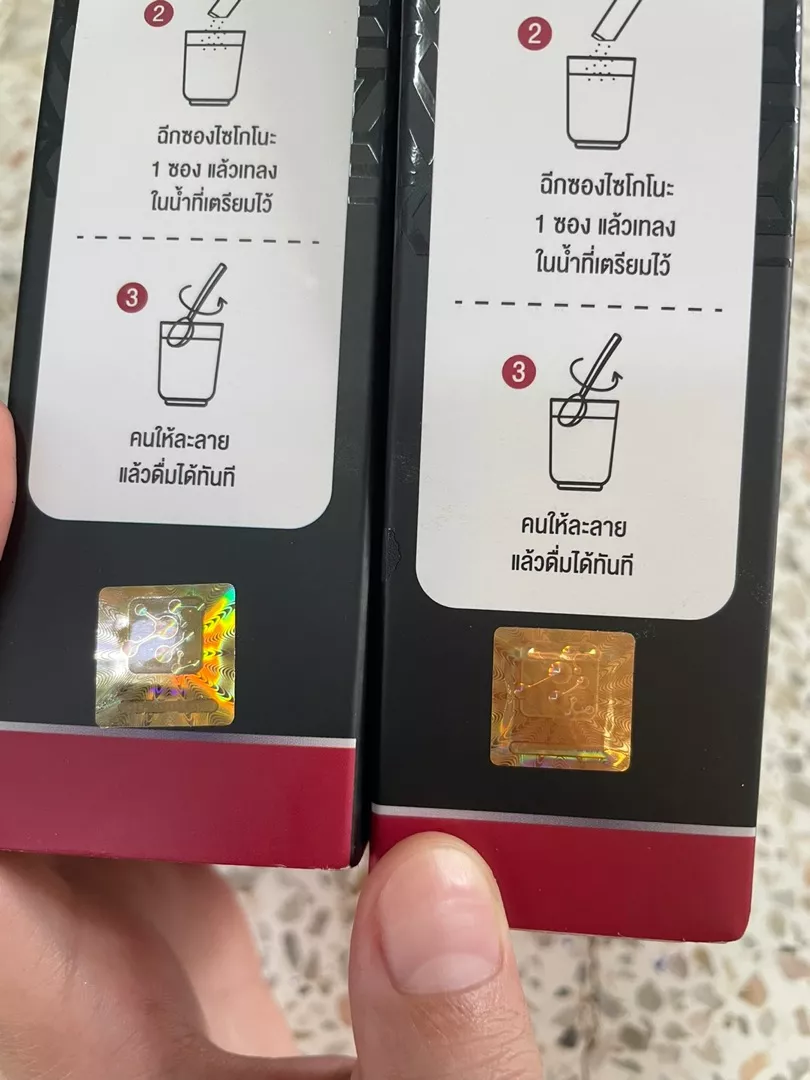 2
ฉีกซองไซโกโนะ
1 ซอง แล้วเทลง
ในน้ำที่เตรียมไว้
3
คนให้ละลาย
แล้วดื่มได้ทันที
2
ฉีกซองไซโกโนะ
1 ซอง แล้วเทลง
ในน้ำที่เตรียมไว้
3
คนให้ละลาย
แล้วดื่มได้ทันที